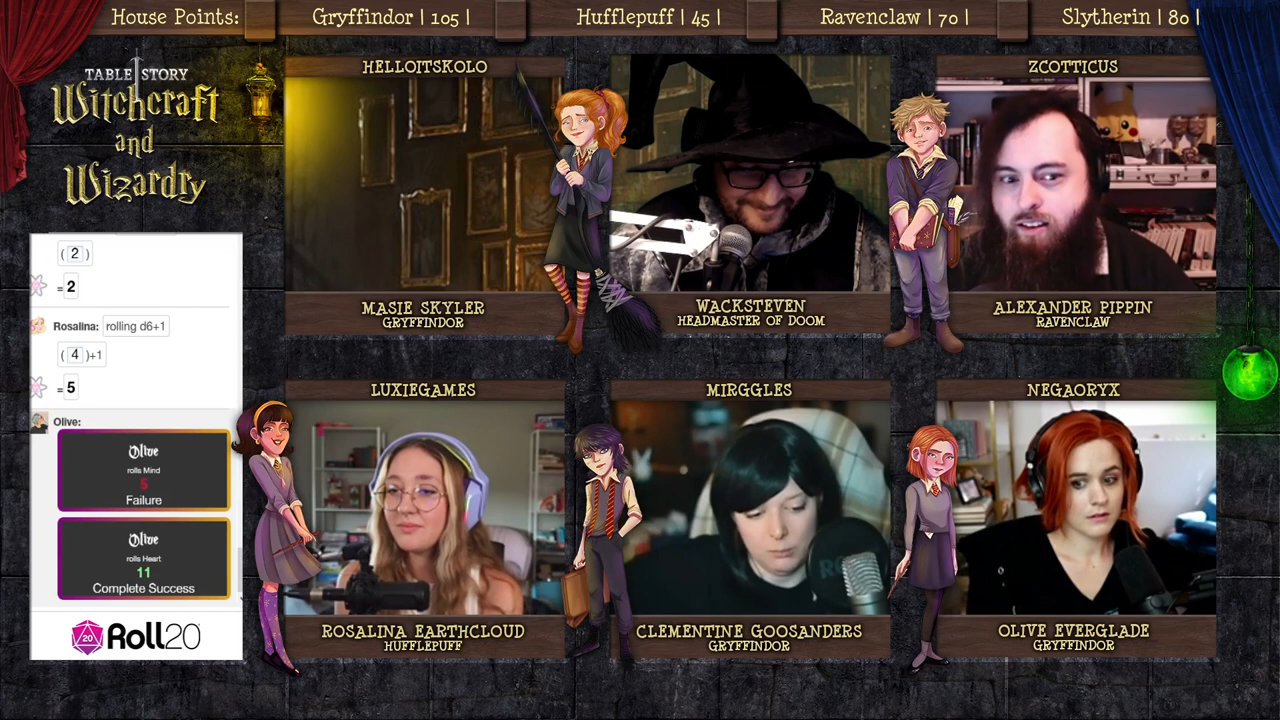 House Points:
Gryffindor | 105 |
Hufflepuff | 45 |
Ravenclaw | 70 |
Slytherin | 80 |
TABLE STORY
Witchcraft
and
Wizardry
HELLOITSKOLO
MASIE SKYLER
GRYFFINDOR
WACKSTEVEN
HEADMASTER OF DOOM
ZCOTTICUS
ALEXANDER PIPPIN
RAVENCLAW
( 2 )
=2
Rosalina: rolling d6+1
( 4 )+1
=5
Olive:
Olive
rolls Mind
5
Failure
Olive
rolls Heart
11
Complete Success
20 Roll20
LUXIEGAMES
ROSALINA EARTHCLOUD
HUFFLEPUFF
MIRGGLES
CLEMENTINE GOOSANDERS
GRYFFINDOR
NEGAORYX
OLIVE EVERGLADE
GRYFFINDOR